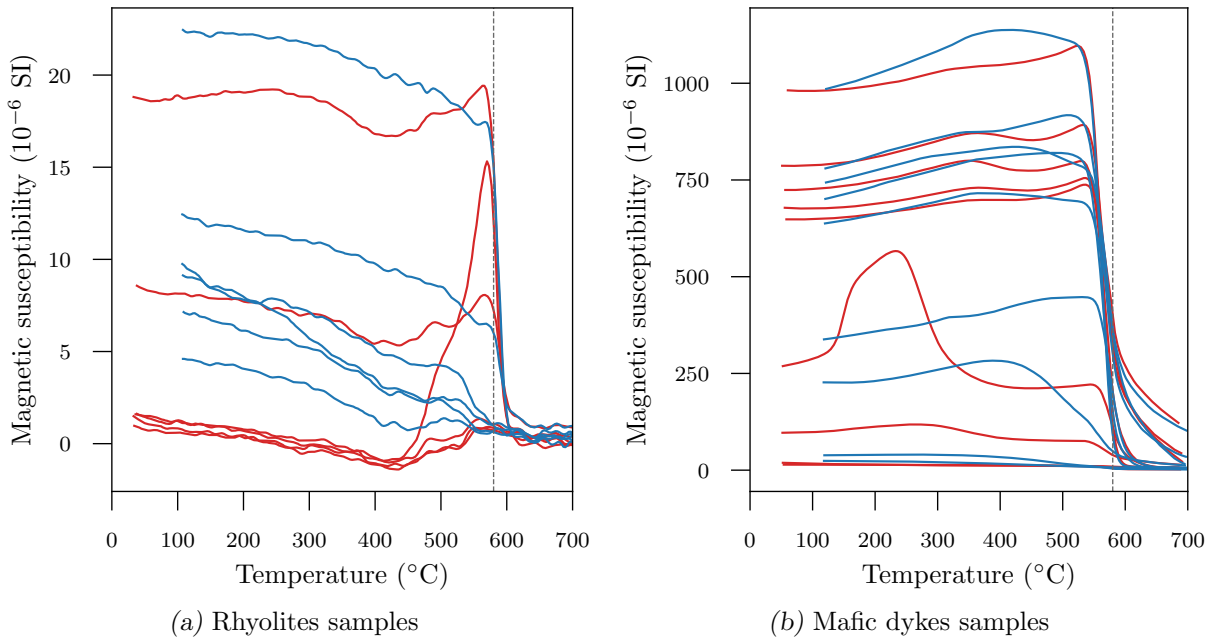 Magnetic susceptibility (10⁻⁶ SI)
20
15
10
5
0
0 100 200 300 400 500 600 700
Temperature (°C)
(a) Rhyolites samples
Magnetic susceptibility (10⁻⁶ SI)
1000
750
500
250
0
0 100 200 300 400 500 600 700
Temperature (°C)
(b) Mafic dykes samples